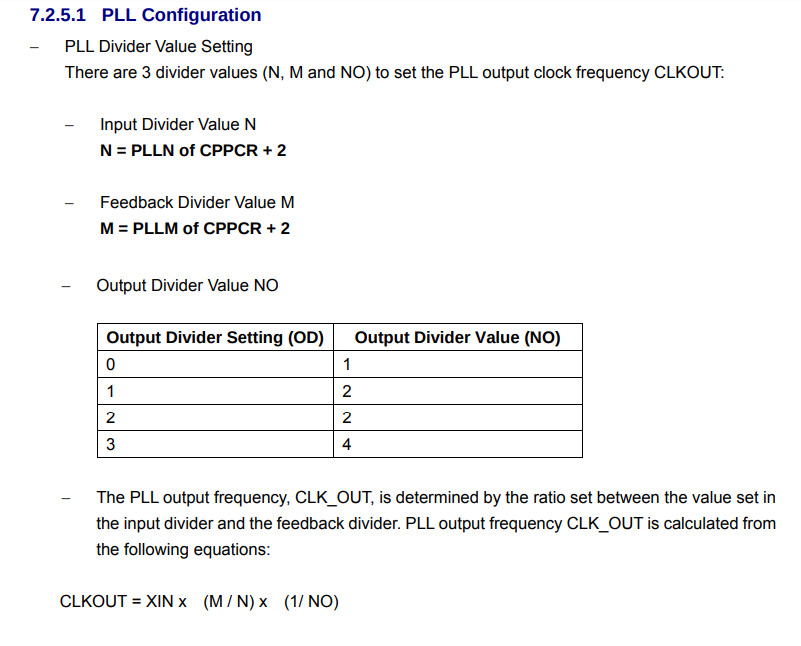 7.2.5.1 PLL Configuration
– PLL Divider Value Setting
There are 3 divider values (N, M and NO) to set the PLL output clock frequency CLKOUT:
– Input Divider Value N
N = PLLN of CPPCR + 2
– Feedback Divider Value M
M = PLLM of CPPCR + 2
– Output Divider Value NO
Output Divider Setting (OD) Output Divider Value (NO)
0 1
1 2
2 2
3 4
– The PLL output frequency, CLK_OUT, is determined by the ratio set between the value set in
the input divider and the feedback divider. PLL output frequency CLK_OUT is calculated from
the following equations:
CLKOUT = XIN x (M / N) x (1/ NO)